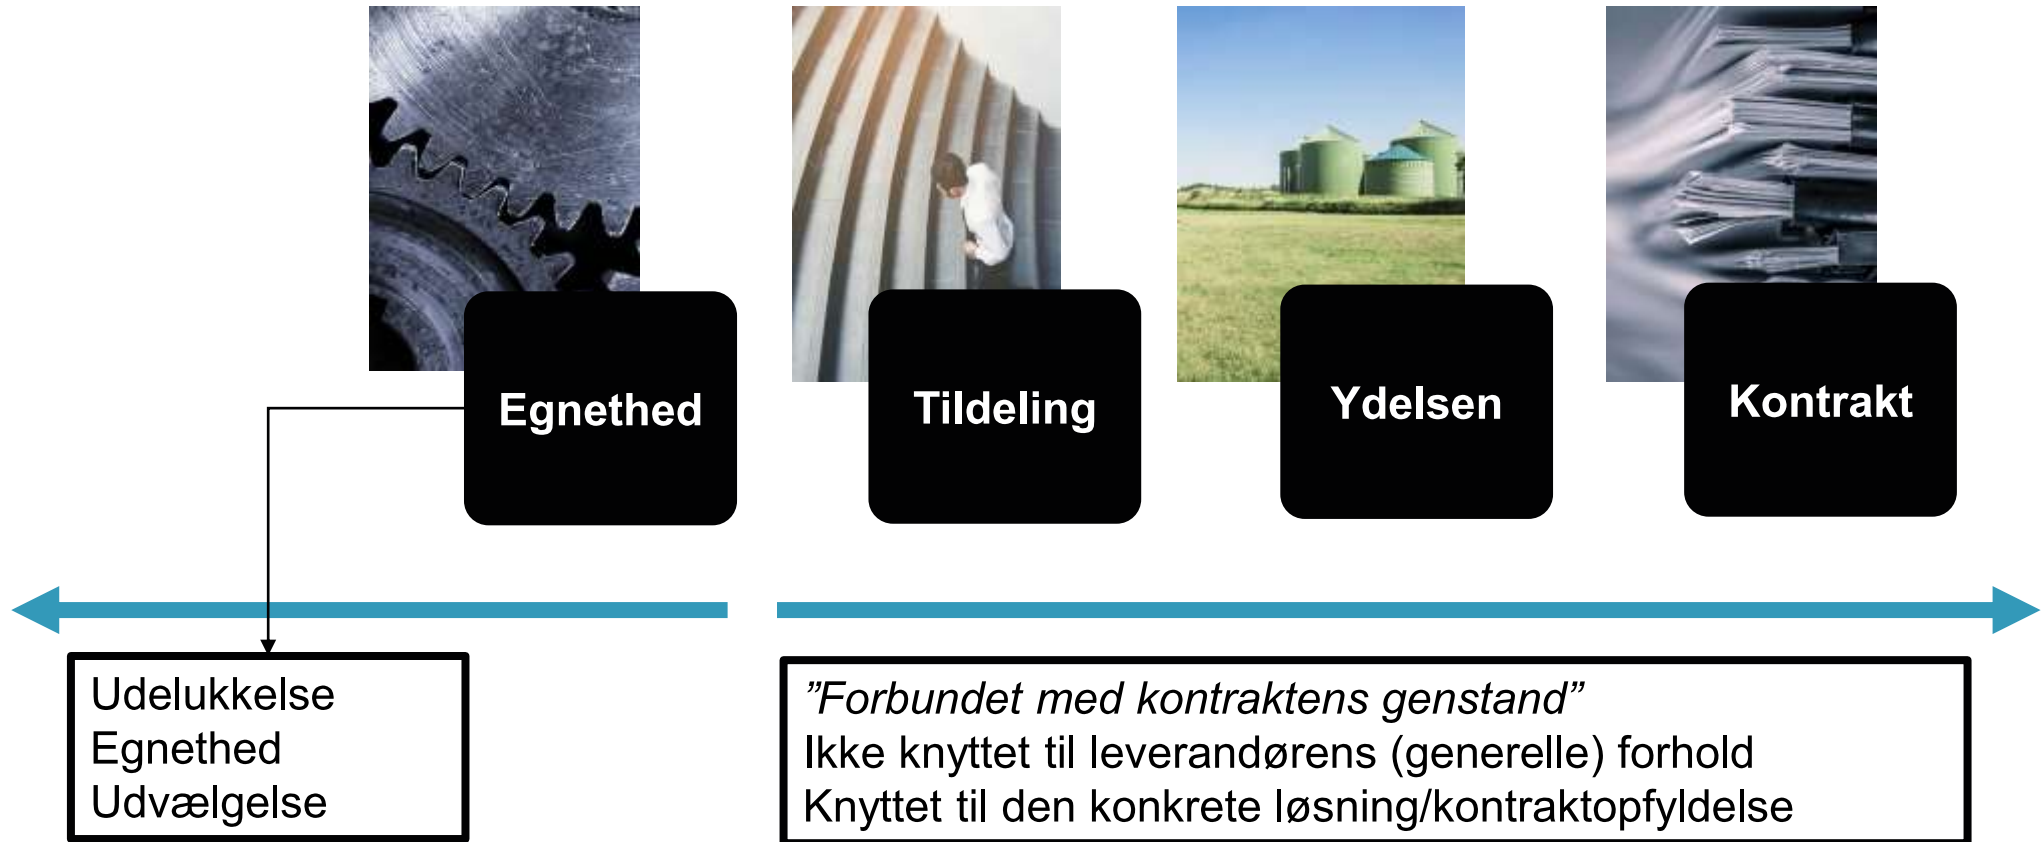 Egnethed
Tildeling
Ydelsen
Kontrakt
Udelukkelse
Egnethed
Udvælgelse
”Forbundet med kontraktens genstand”
Ikke knyttet til leverandørens (generelle) forhold
Knyttet til den konkrete løsning/kontraktopfyldelse